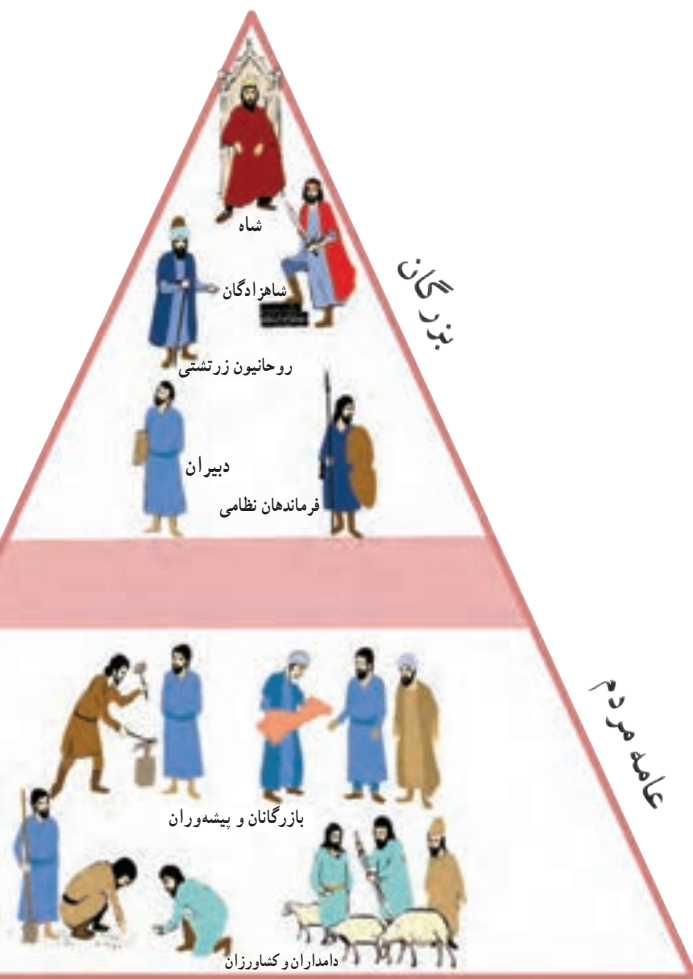 شاه
شاهزادگان
بزرگان
روحانیون زرتشتی
دبیران
فرماندهان نظامی
عامه مردم
بازرگانان و پیشه‌وران
دامداران و کشاورزان